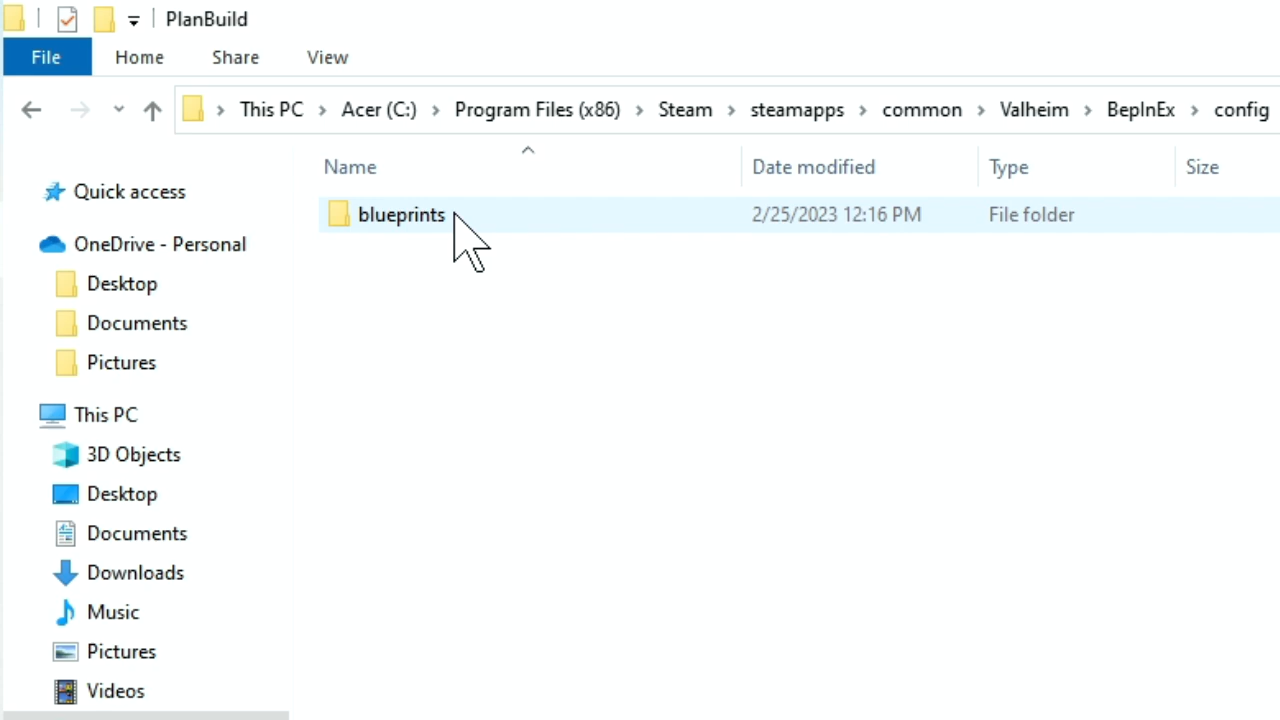 PlanBuild
File Home Share View
This PC Acer (C:) Program Files (x86) Steam steamapps common Valheim BepInEx config
Name Date modified Type Size
blueprints 2/25/2023 12:16 PM File folder
Quick access
OneDrive - Personal
Desktop
Documents
Pictures
This PC
3D Objects
Desktop
Documents
Downloads
Music
Pictures
Videos